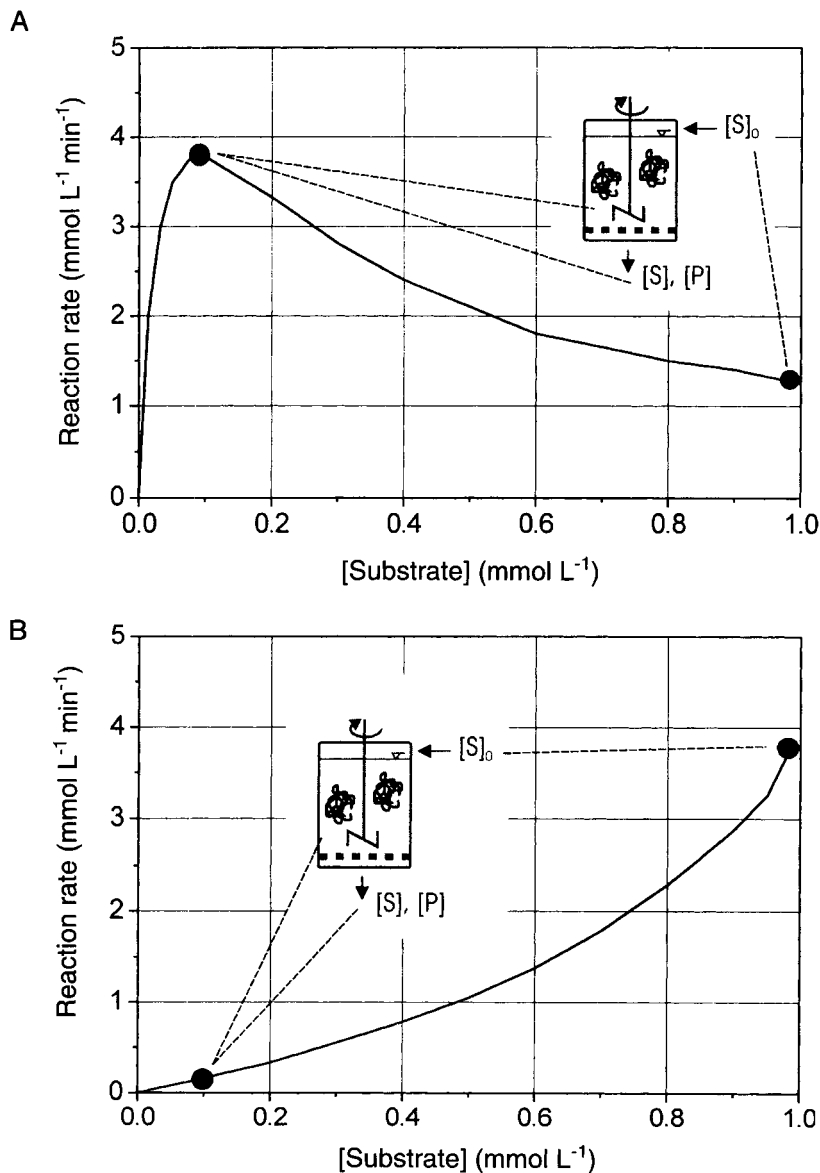 A
5
4
3
2
1
0
Reaction rate (mmol L⁻¹ min⁻¹)
[S]₀
[S], [P]
0.0 0.2 0.4 0.6 0.8 1.0
[Substrate] (mmol L⁻¹)
B
5
4
3
2
1
0
Reaction rate (mmol L⁻¹ min⁻¹)
[S]₀
[S], [P]
0.0 0.2 0.4 0.6 0.8 1.0
[Substrate] (mmol L⁻¹)